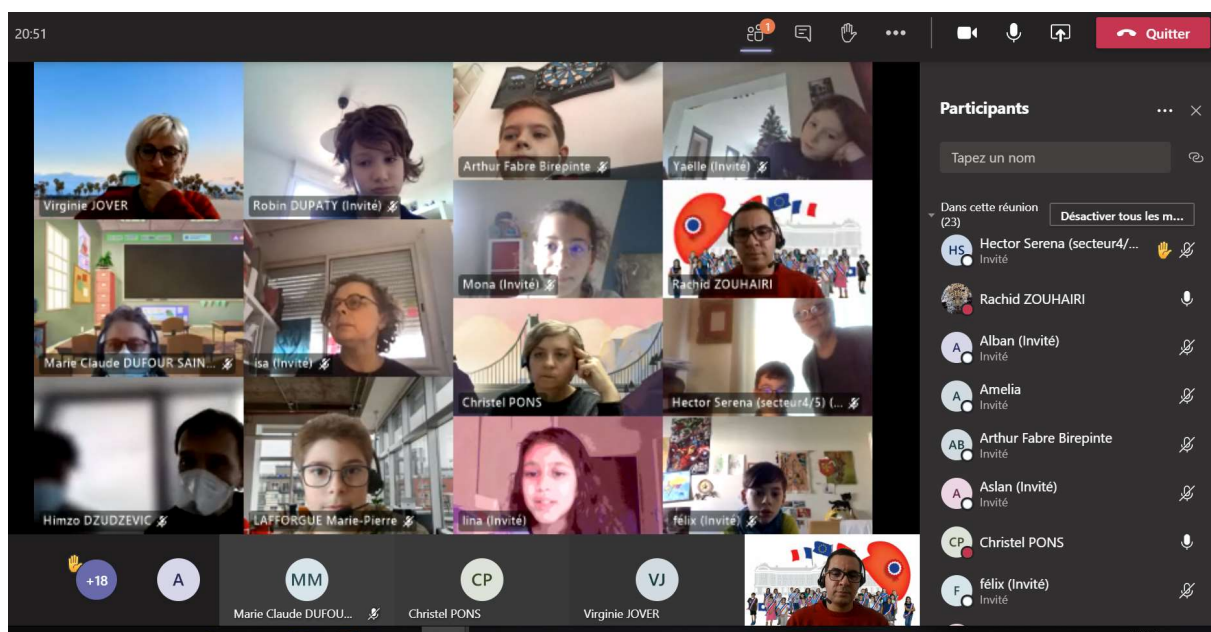 20:51
1
Quitter
Virginie JOVER
Robin DUPATY (Invité)
Arthur Fabre Birepinte
Yaëlle (Invité)
Mona (Invité)
Rachid ZOUHAIRI
Marie Claude DUFOUR SAIN...
isa (Invité)
Christel PONS
Hector Serena (secteur4/5) (...
Himzo DZUDZEVIC
LAFFORGUE Marie-Pierre
lina (Invité)
félix (Invité)
+18
A
MM
Marie Claude DUFOU...
CP
Christel PONS
VJ
Virginie JOVER
Participants
Tapez un nom
Dans cette réunion
(23)
Désactiver tous les m...
HS
Hector Serena (secteur4/...
Invité
Rachid ZOUHAIRI
A
Alban (Invité)
Invité
A
Amelia
Invité
AB
Arthur Fabre Birepinte
Invité
A
Aslan (Invité)
Invité
CP
Christel PONS
F
félix (Invité)
Invité